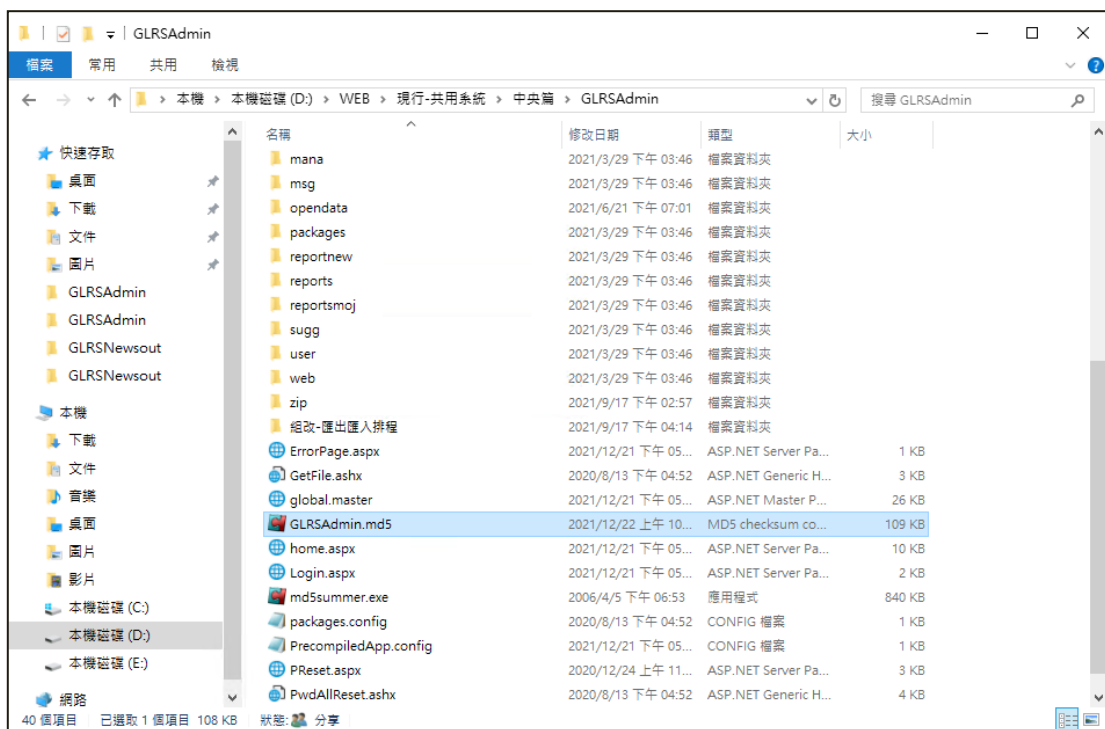 GLRSAdmin
檔案 常用 共用 檢視
本機 > 本機磁碟 (D:) > WEB > 現行-共用系統 > 中央篇 > GLRSAdmin 搜尋 GLRSAdmin
名稱 修改日期 類型 大小
快速存取
桌面
下載
文件
圖片
GLRSAdmin
GLRSAdmin
GLRSNewsout
GLRSNewsout
本機
下載
文件
音樂
桌面
圖片
影片
本機磁碟 (C:)
本機磁碟 (D:)
本機磁碟 (E:)
網路
mana 2021/3/29 下午 03:46 檔案資料夾
msg 2021/3/29 下午 03:46 檔案資料夾
opendata 2021/6/21 下午 07:01 檔案資料夾
packages 2021/3/29 下午 03:46 檔案資料夾
reportnew 2021/3/29 下午 03:46 檔案資料夾
reports 2021/3/29 下午 03:46 檔案資料夾
reportsmoj 2021/3/29 下午 03:46 檔案資料夾
sugg 2021/3/29 下午 03:46 檔案資料夾
user 2021/3/29 下午 03:46 檔案資料夾
web 2021/3/29 下午 03:46 檔案資料夾
zip 2021/9/17 下午 02:57 檔案資料夾
組改-匯出匯入排程 2021/9/17 下午 04:14 檔案資料夾
ErrorPage.aspx 2021/12/21 下午 05... ASP.NET Server Pa... 1 KB
GetFile.ashx 2020/8/13 下午 04:52 ASP.NET Generic H... 3 KB
global.master 2021/12/21 下午 05... ASP.NET Master P... 26 KB
GLRSAdmin.md5 2021/12/22 上午 10... MD5 checksum co... 109 KB
home.aspx 2021/12/21 下午 05... ASP.NET Server Pa... 10 KB
Login.aspx 2021/12/21 下午 05... ASP.NET Server Pa... 2 KB
md5summer.exe 2006/4/5 下午 06:53 應用程式 840 KB
packages.config 2020/8/13 下午 04:52 CONFIG 檔案 1 KB
PrecompiledApp.config 2021/12/21 下午 05... CONFIG 檔案 1 KB
PReset.aspx 2020/12/24 上午 11... ASP.NET Server Pa... 3 KB
PwdAllReset.ashx 2020/8/13 下午 04:52 ASP.NET Generic H... 4 KB
40 個項目 已選取 1 個項目 108 KB 狀態: 分享